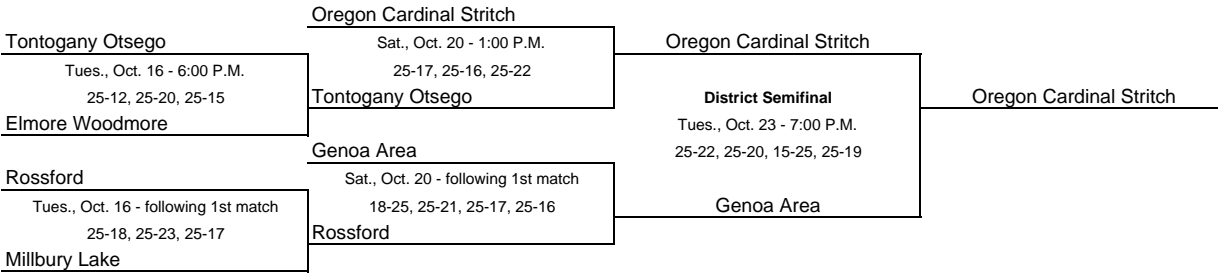 Oregon Cardinal Stritch
Tontogany Otsego
Sat., Oct. 20 - 1:00 P.M.
Oregon Cardinal Stritch
Tues., Oct. 16 - 6:00 P.M.
25-17, 25-16, 25-22
25-12, 25-20, 25-15
Tontogany Otsego
District Semifinal
Oregon Cardinal Stritch
Elmore Woodmore
Tues., Oct. 23 - 7:00 P.M.
Genoa Area
25-22, 25-20, 15-25, 25-19
Rossford
Sat., Oct. 20 - following 1st match
Tues., Oct. 16 - following 1st match
18-25, 25-21, 25-17, 25-16
Genoa Area
25-18, 25-23, 25-17
Rossford
Millbury Lake